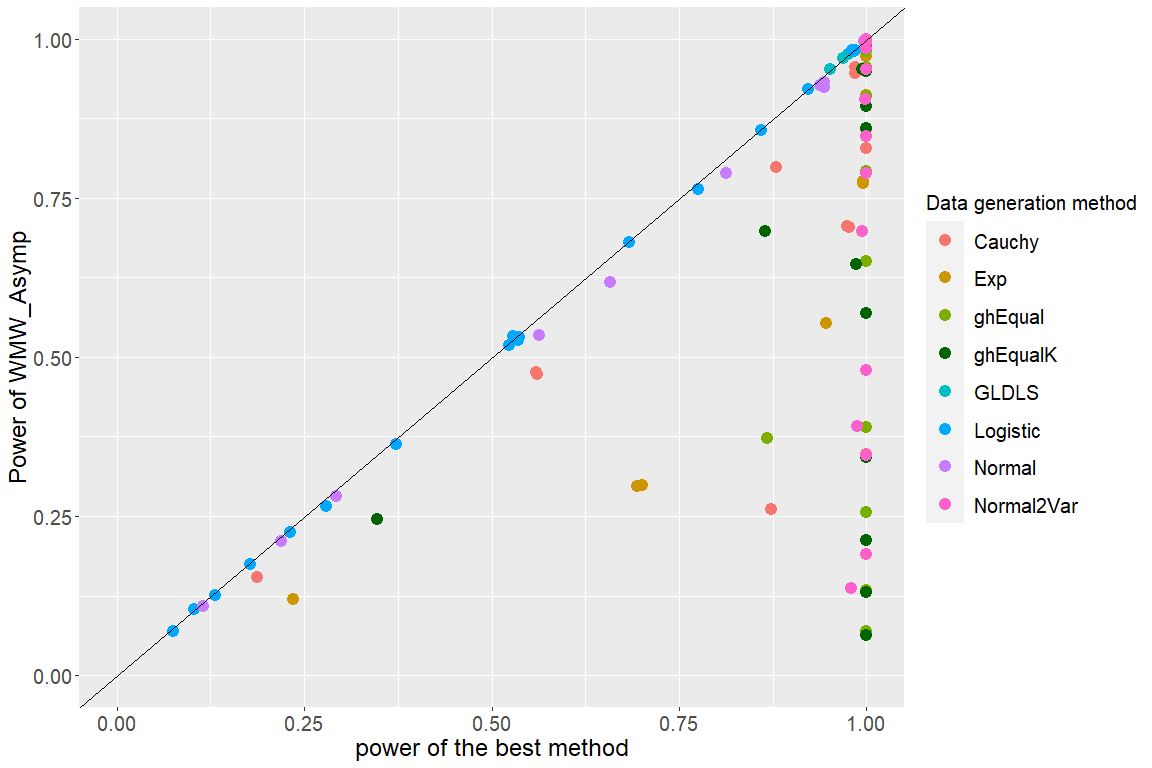 1.00
0.75
0.50
0.25
0.00
Power of WMW_Asymp
0.00 0.25 0.50 0.75 1.00
power of the best method
Data generation method
Cauchy
Exp
ghEqual
ghEqualK
GLDLS
Logistic
Normal
Normal2Var